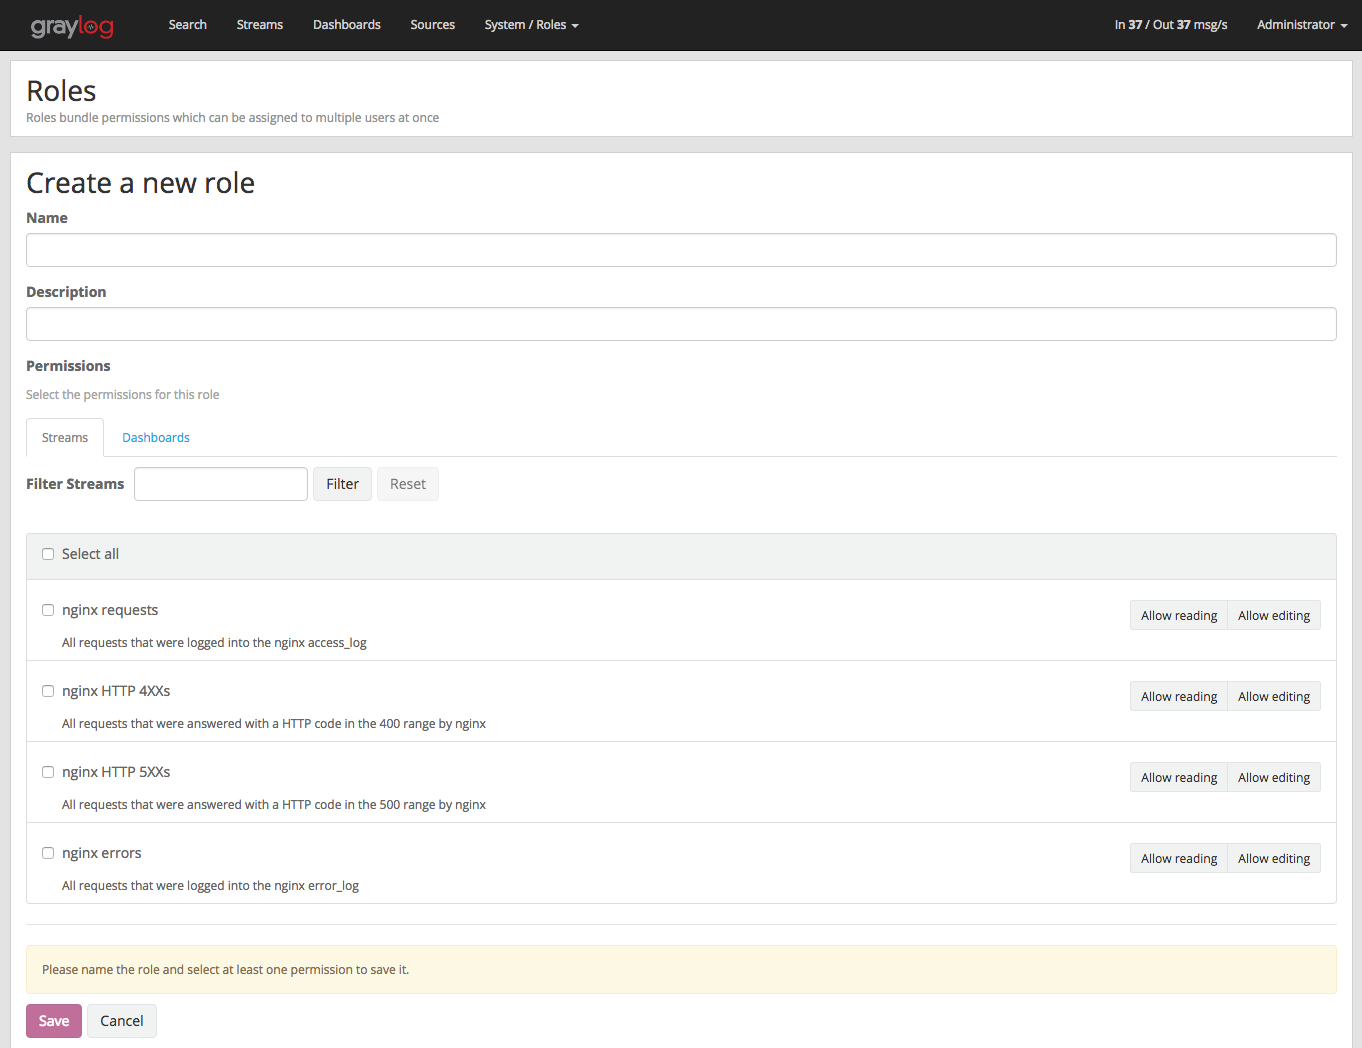 graylog Search Streams Dashboards Sources System / Roles In 37 / Out 37 msg/s Administrator
Roles
Roles bundle permissions which can be assigned to multiple users at once
Create a new role
Name
Description
Permissions
Select the permissions for this role
Streams Dashboards
Filter Streams Filter Reset
Select all
nginx requests Allow reading Allow editing
All requests that were logged into the nginx access_log
nginx HTTP 4XXs Allow reading Allow editing
All requests that were answered with a HTTP code in the 400 range by nginx
nginx HTTP 5XXs Allow reading Allow editing
All requests that were answered with a HTTP code in the 500 range by nginx
nginx errors Allow reading Allow editing
All requests that were logged into the nginx error_log
Please name the role and select at least one permission to save it.
Save Cancel